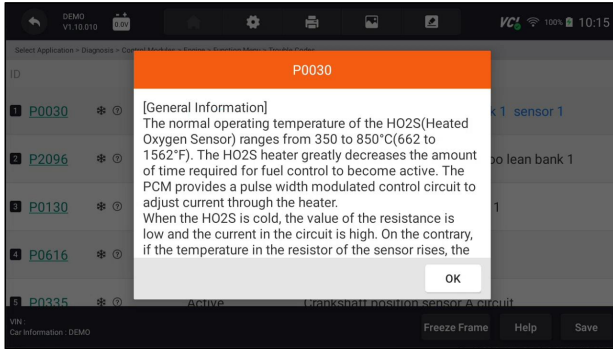 DEMO
V1.10.010
0.0V
VCI 100% 10:15
Select Application > Diagnosis > Control Modules > Engine > Function Menu > Trouble Codes
ID
P0030
1 P0030 k 1 sensor 1
2 P2096 oo lean bank 1
3 P0130 1
4 P0616
5 P0335 Active Crankshaft position sensor A circuit
[General Information]
The normal operating temperature of the HO2S(Heated
Oxygen Sensor) ranges from 350 to 850°C(662 to
1562°F). The HO2S heater greatly decreases the amount
of time required for fuel control to become active. The
PCM provides a pulse width modulated control circuit to
adjust current through the heater.
When the HO2S is cold, the value of the resistance is
low and the current in the circuit is high. On the contrary,
if the temperature in the resistor of the sensor rises, the
OK
VIN :
Car Information : DEMO
Freeze Frame Help Save